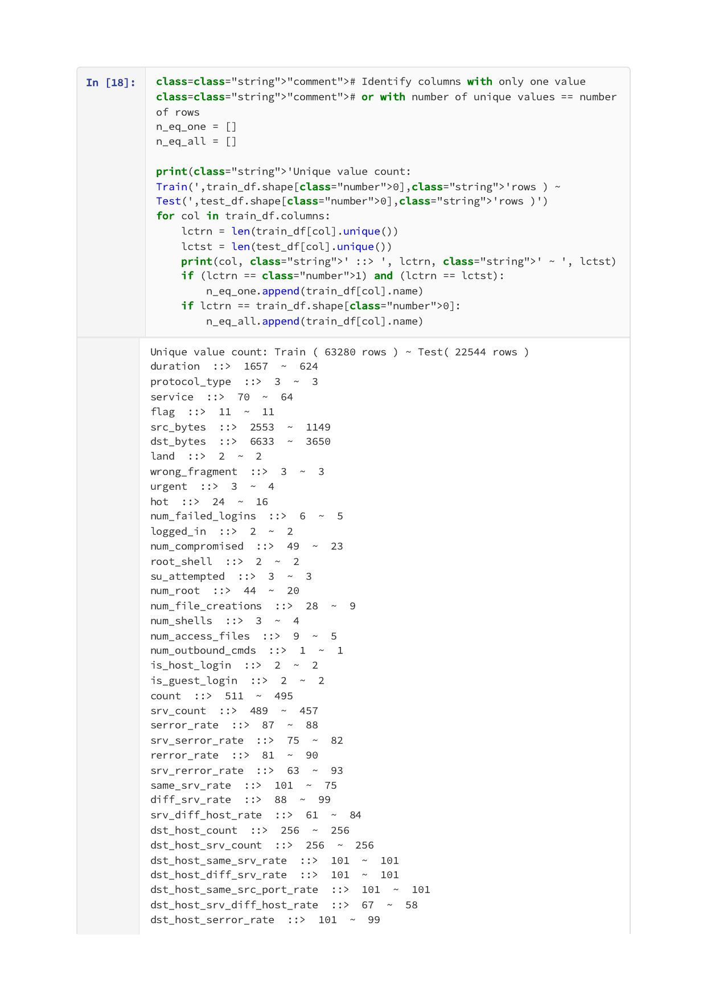 In [18]:
class=class="string">"comment"># Identify columns with only one value
class=class="string">"comment"># or with number of unique values == number
of rows
n_eq_one = []
n_eq_all = []
print(class="string">'Unique value count:
Train(',train_df.shape[class="number">0],class="string">'rows ) ~
Test(',test_df.shape[class="number">0],class="string">'rows )')
for col in train_df.columns:
    lctrn = len(train_df[col].unique())
    lctst = len(test_df[col].unique())
    print(col, class="string">' ::> ', lctrn, class="string">' ~ ', lctst)
    if (lctrn == class="number">1) and (lctrn == lctst):
        n_eq_one.append(train_df[col].name)
    if lctrn == train_df.shape[class="number">0]:
        n_eq_all.append(train_df[col].name)
Unique value count: Train ( 63280 rows ) ~ Test( 22544 rows )
duration  ::>  1657  ~  624
protocol_type  ::>  3  ~  3
service  ::>  70  ~  64
flag  ::>  11  ~  11
src_bytes  ::>  2553  ~  1149
dst_bytes  ::>  6633  ~  3650
land  ::>  2  ~  2
wrong_fragment  ::>  3  ~  3
urgent  ::>  3  ~  4
hot  ::>  24  ~  16
num_failed_logins  ::>  6  ~  5
logged_in  ::>  2  ~  2
num_compromised  ::>  49  ~  23
root_shell  ::>  2  ~  2
su_attempted  ::>  3  ~  3
num_root  ::>  44  ~  20
num_file_creations  ::>  28  ~  9
num_shells  ::>  3  ~  4
num_access_files  ::>  9  ~  5
num_outbound_cmds  ::>  1  ~  1
is_host_login  ::>  2  ~  2
is_guest_login  ::>  2  ~  2
count  ::>  511  ~  495
srv_count  ::>  489  ~  457
serror_rate  ::>  87  ~  88
srv_serror_rate  ::>  75  ~  82
rerror_rate  ::>  81  ~  90
srv_rerror_rate  ::>  63  ~  93
same_srv_rate  ::>  101  ~  75
diff_srv_rate  ::>  88  ~  99
srv_diff_host_rate  ::>  61  ~  84
dst_host_count  ::>  256  ~  256
dst_host_srv_count  ::>  256  ~  256
dst_host_same_srv_rate  ::>  101  ~  101
dst_host_diff_srv_rate  ::>  101  ~  101
dst_host_same_src_port_rate  ::>  101  ~  101
dst_host_srv_diff_host_rate  ::>  67  ~  58
dst_host_serror_rate  ::>  101  ~  99